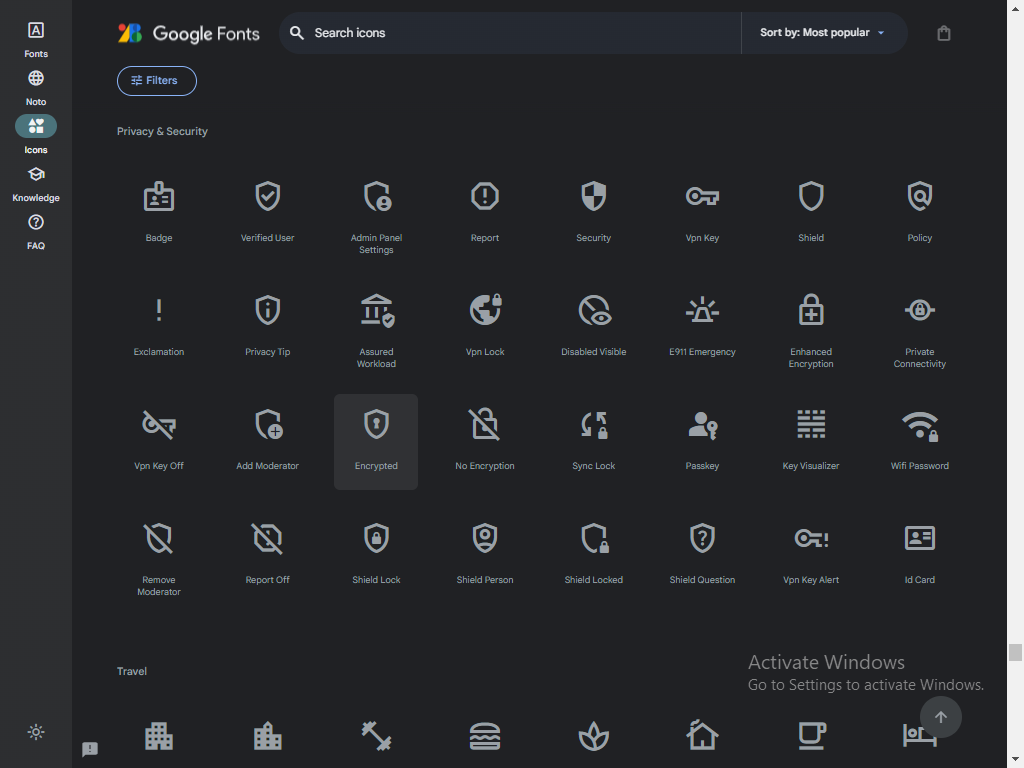 Fonts
Noto
Icons
Knowledge
FAQ
Google Fonts
Search icons
Sort by: Most popular
Filters
Privacy & Security
Badge
Verified User
Admin Panel
Settings
Report
Security
Vpn Key
Shield
Policy
Exclamation
Privacy Tip
Assured
Workload
Vpn Lock
Disabled Visible
E911 Emergency
Enhanced
Encryption
Private
Connectivity
Vpn Key Off
Add Moderator
Encrypted
No Encryption
Sync Lock
Passkey
Key Visualizer
Wifi Password
Remove
Moderator
Report Off
Shield Lock
Shield Person
Shield Locked
Shield Question
Vpn Key Alert
Id Card
Travel
Activate Windows
Go to Settings to activate Windows.